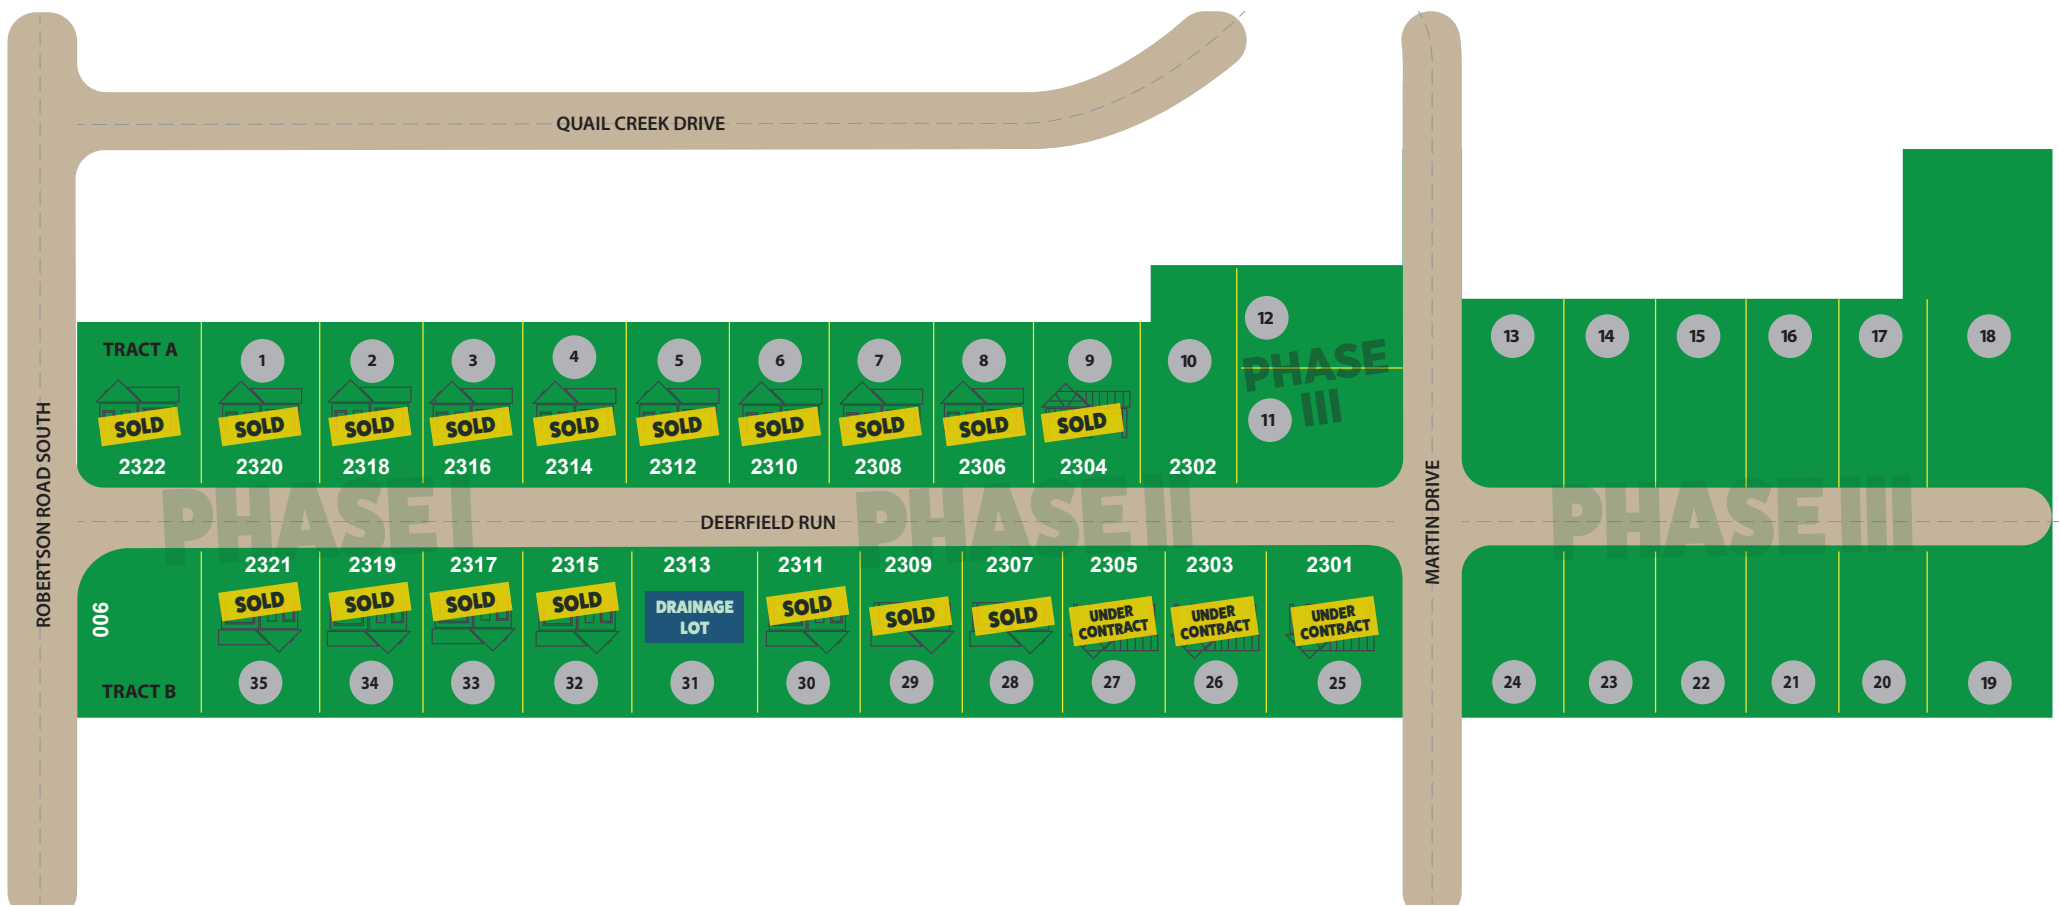 QUAIL CREEK DRIVE
ROBERTSON ROAD SOUTH
MARTIN DRIVE
DEERFIELD RUN
PHASE I
PHASE II
PHASE III
PHASE
III
TRACT A
SOLD
2322
1
SOLD
2320
2
SOLD
2318
3
SOLD
2316
4
SOLD
2314
5
SOLD
2312
6
SOLD
2310
7
SOLD
2308
8
SOLD
2306
9
SOLD
2304
10
2302
12
11
13
14
15
16
17
18
900
TRACT B
2321
SOLD
35
2319
SOLD
34
2317
SOLD
33
2315
SOLD
32
2313
DRAINAGE
LOT
31
2311
SOLD
30
2309
SOLD
29
2307
SOLD
28
2305
UNDER
CONTRACT
27
2303
UNDER
CONTRACT
26
2301
UNDER
CONTRACT
25
24
23
22
21
20
19